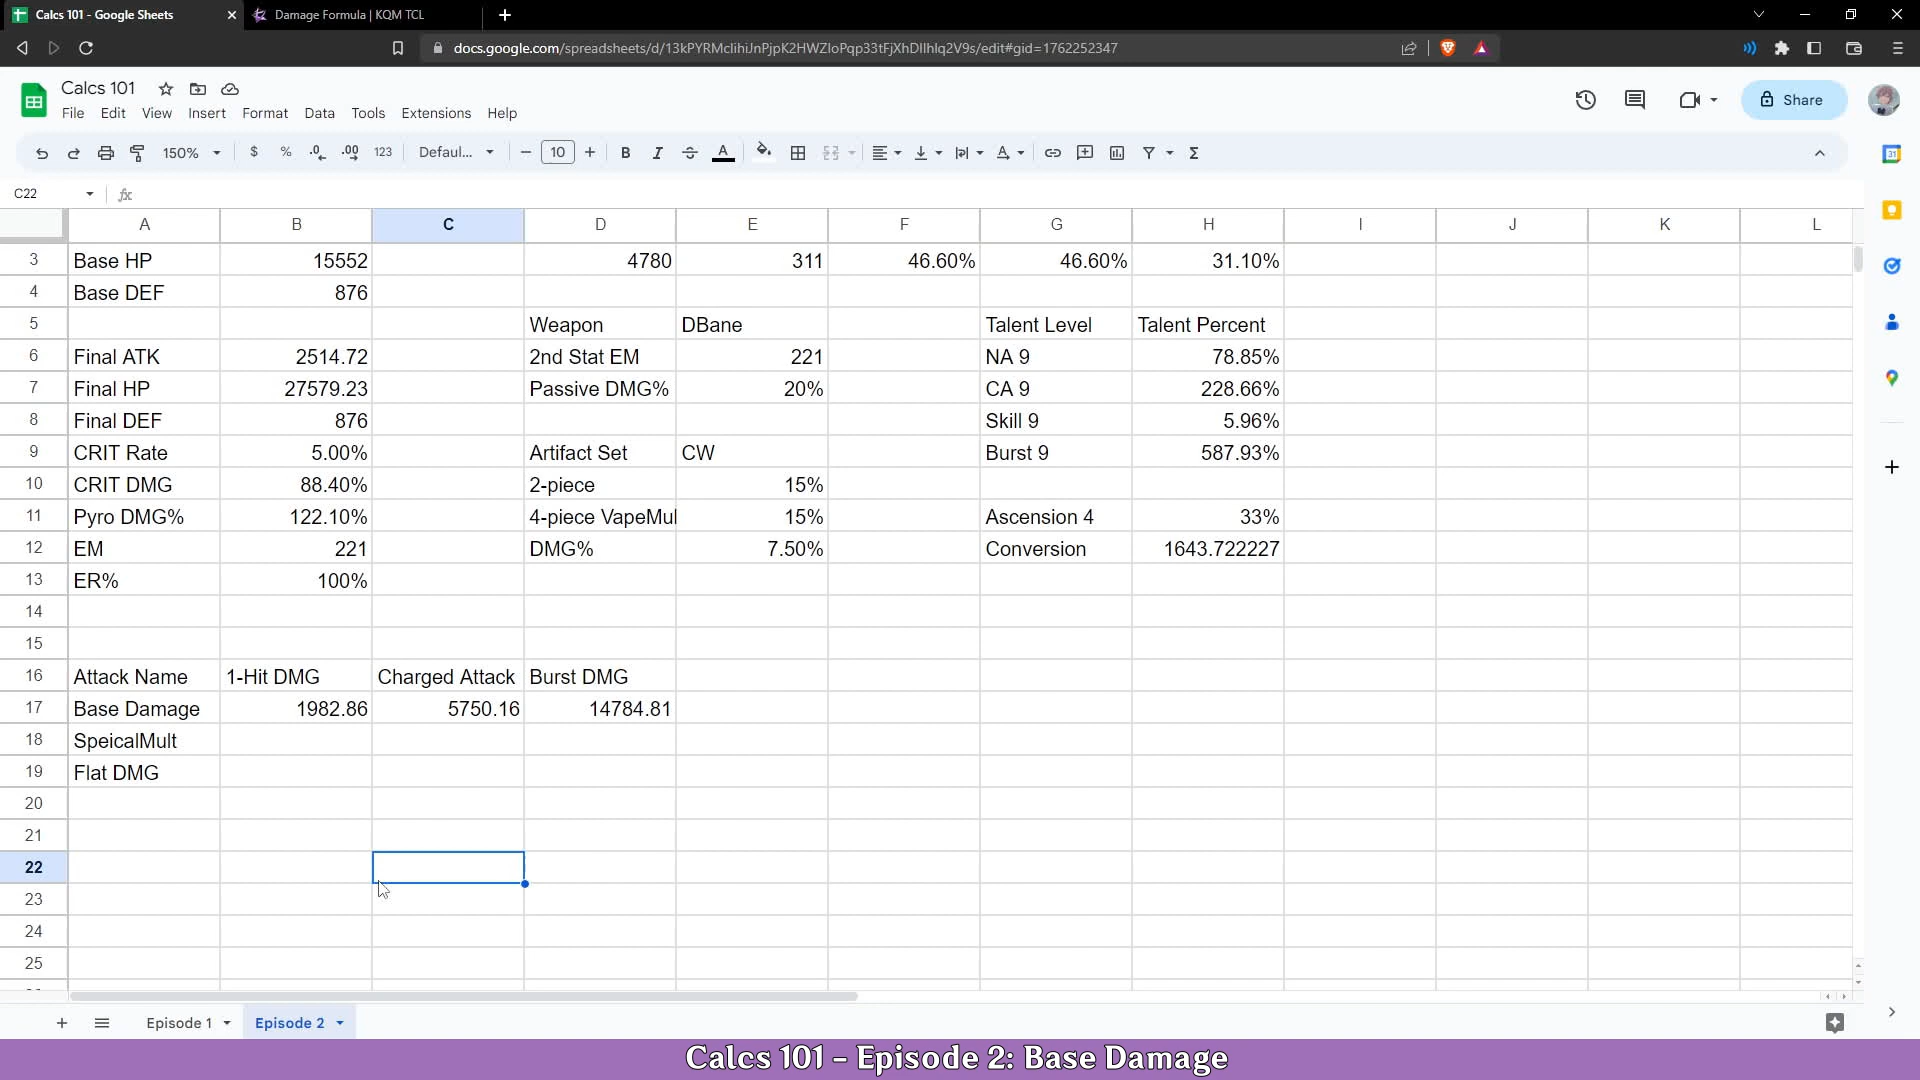 Calcs 101 - Google Sheets
Damage Formula | KQM TCL
docs.google.com/spreadsheets/d/13kPYRMcIihiJnPjpK2HWZIoPqp33tFjXhDIlhlq2V9s/edit#gid=1762252347
Calcs 101
File Edit View Insert Format Data Tools Extensions Help
Share
150% $ % .0 .00 123 Defaul... 10 B I A
C22 fx
A B C D E F G H I J K L
3 Base HP 15552 4780 311 46.60% 46.60% 31.10%
4 Base DEF 876
5 Weapon DBane Talent Level Talent Percent
6 Final ATK 2514.72 2nd Stat EM 221 NA 9 78.85%
7 Final HP 27579.23 Passive DMG% 20% CA 9 228.66%
8 Final DEF 876 Skill 9 5.96%
9 CRIT Rate 5.00% Artifact Set CW Burst 9 587.93%
10 CRIT DMG 88.40% 2-piece 15%
11 Pyro DMG% 122.10% 4-piece VapeMul 15% Ascension 4 33%
12 EM 221 DMG% 7.50% Conversion 1643.722227
13 ER% 100%
14
15
16 Attack Name 1-Hit DMG Charged Attack Burst DMG
17 Base Damage 1982.86 5750.16 14784.81
18 SpeicalMult
19 Flat DMG
20
21
22
23
24
25
Episode 1 Episode 2
Calcs 101 - Episode 2: Base Damage